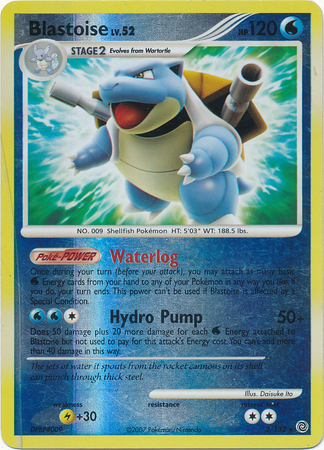 Blastoise LV.52 HP 120
STAGE2 Evolves from Wartortle
NO. 009 Shellfish Pokémon HT: 5'03" WT: 188.5 lbs.
Poké-POWER Waterlog
Once during your turn (before your attack), you may attach as many basic
Energy cards from your hand to any of your Pokémon in any way you like. If
you do, your turn ends. This power can't be used if Blastoise is affected by a
Special Condition.
Hydro Pump 50+
Does 50 damage plus 20 more damage for each Energy attached to
Blastoise but not used to pay for this attack's Energy cost. You can't add more
than 40 damage in this way.
The jets of water it spouts from the rocket cannons on its shell
can punch through thick steel.
Illus. Daisuke Ito
weakness resistance
+30
©2007 Pokémon/Nintendo 2/132